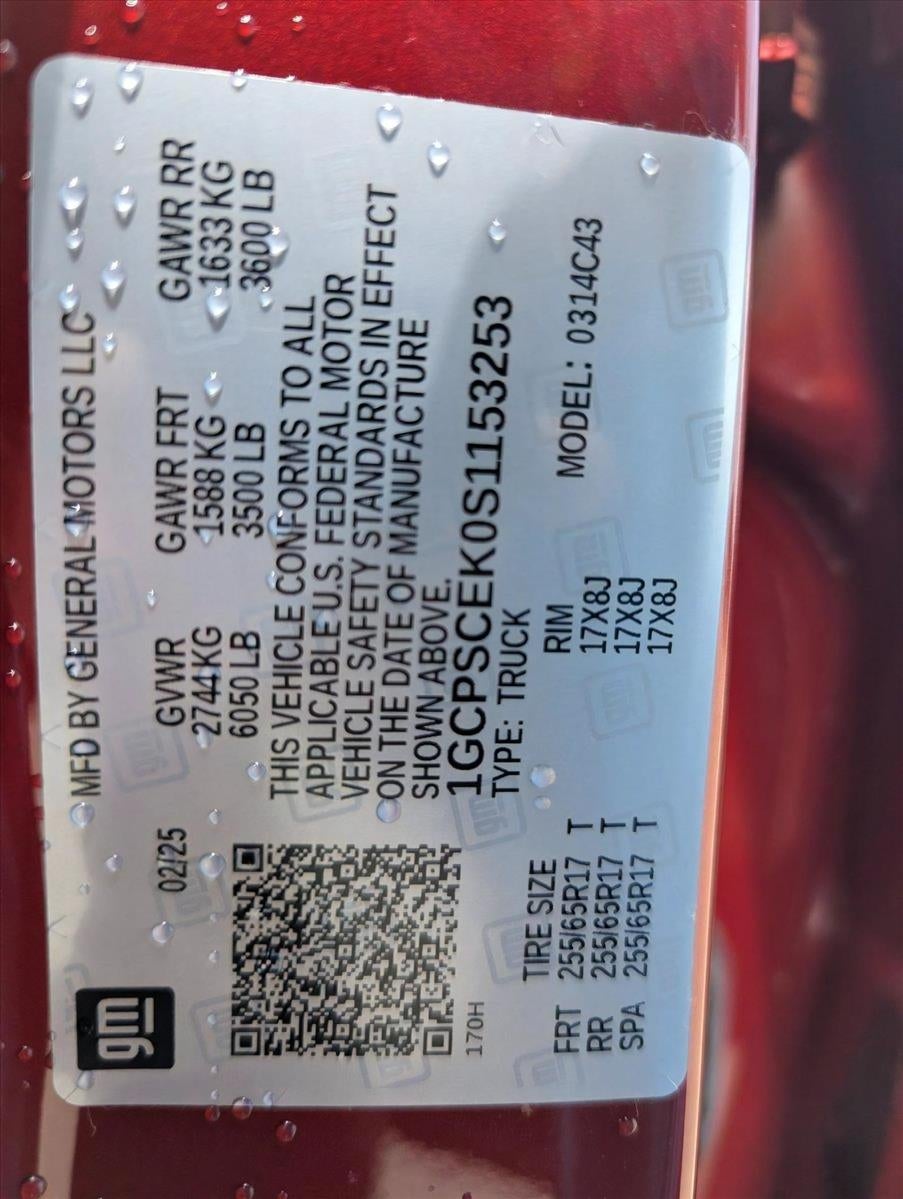 gm
MFD BY GENERAL MOTORS LLC
02/25 GVWR GAWR FRT GAWR RR
2744KG 1588 KG 1633 KG
6050 LB 3500 LB 3600 LB
THIS VEHICLE CONFORMS TO ALL
APPLICABLE U.S. FEDERAL MOTOR
VEHICLE SAFETY STANDARDS IN EFFECT
ON THE DATE OF MANUFACTURE
SHOWN ABOVE.
1GCPSCEK0S1153253
170H
TYPE: TRUCK
TIRE SIZE RIM MODEL: 0314C43
FRT 255/65R17 T 17X8J
RR 255/65R17 T 17X8J
SPA 255/65R17 T 17X8J